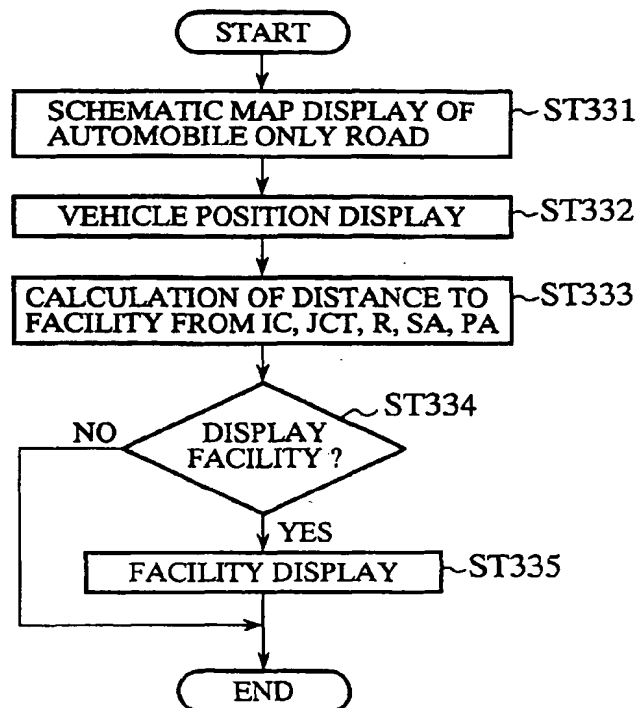 START
SCHEMATIC MAP DISPLAY OF
AUTOMOBILE ONLY ROAD
ST331
VEHICLE POSITION DISPLAY
ST332
CALCULATION OF DISTANCE TO
FACILITY FROM IC, JCT, R, SA, PA
ST333
ST334
NO
DISPLAY
FACILITY ?
YES
FACILITY DISPLAY
ST335
END